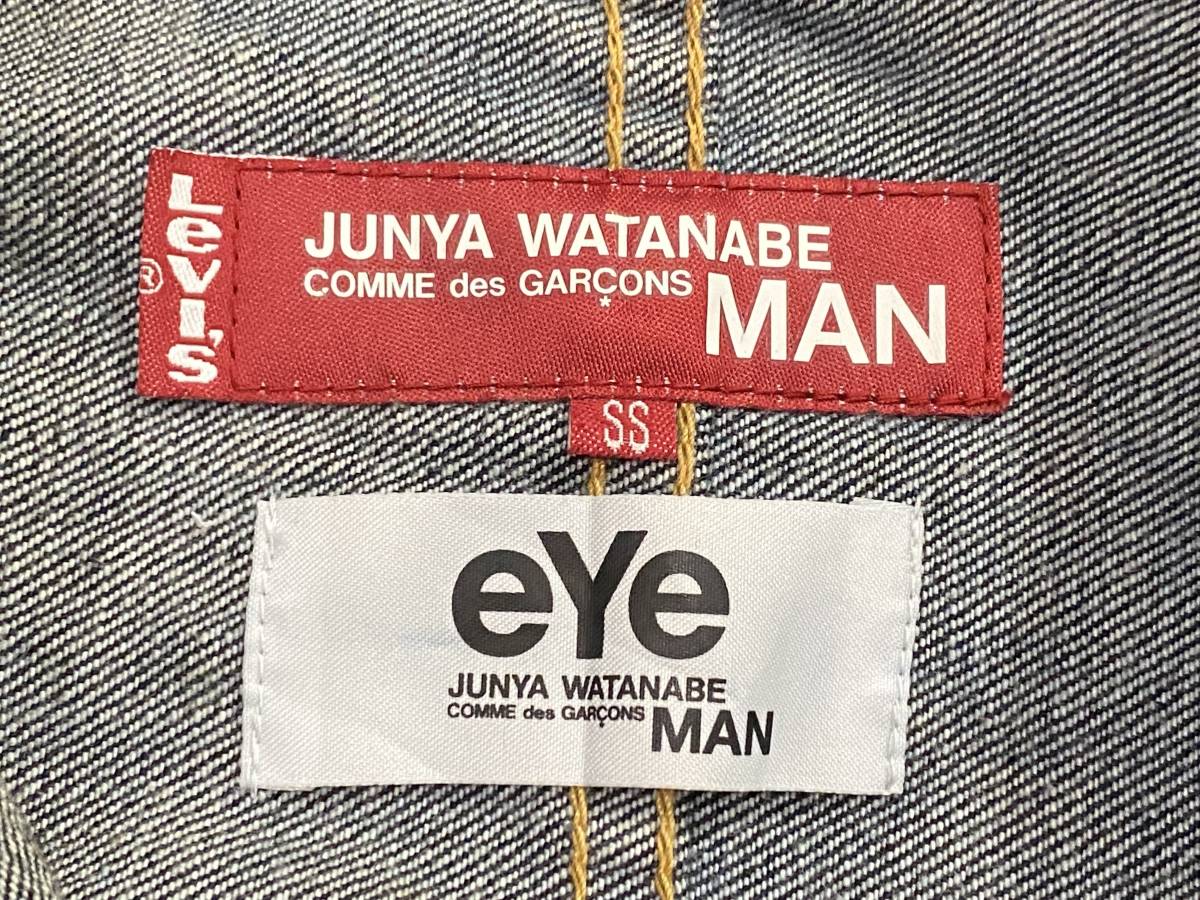 Levi's
®
JUNYA WATANABE
COMME des GARÇONS
*
MAN
SS
eYe
JUNYA WATANABE
COMME des GARÇONS
MAN